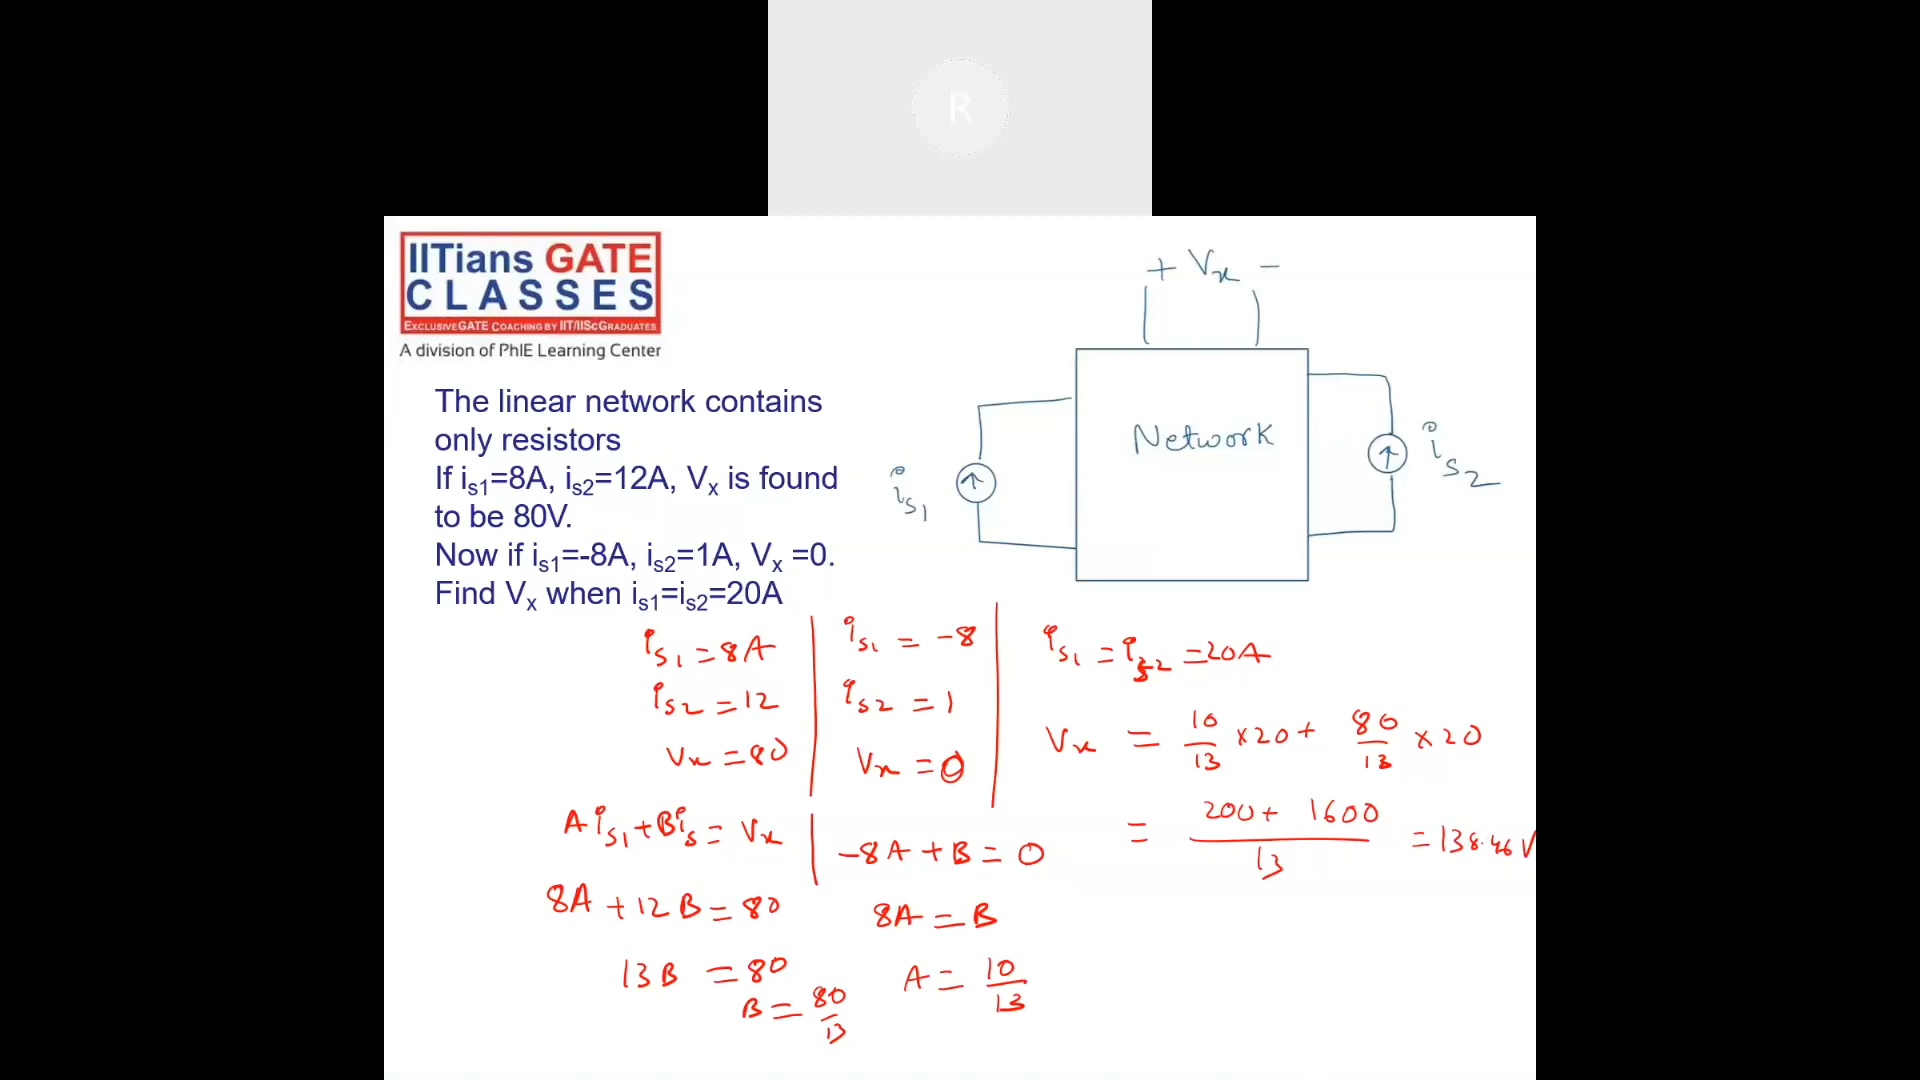 R
IITians GATE
CLASSES
EXCLUSIVE GATE COACHING BY IIT/IISC GRADUATES
A division of PhIE Learning Center
The linear network contains
only resistors
If is1=8A, is2=12A, Vx is found
to be 80V.
Now if is1=-8A, is2=1A, Vx =0.
Find Vx when is1=is2=20A
+ Vx -
Network
is1
is2
is1 = 8A
is2 = 12
Vx = 80
Ais1 + Bis = Vx
8A + 12B = 80
13B = 80
B = 80/13
is1 = -8
is2 = 1
Vx = 0
-8A + B = 0
8A = B
A = 10/13
is1 = is2 = 20A
Vx = 10/13 × 20 + 80/13 × 20
= 200 + 1600 / 13 = 138.46 V